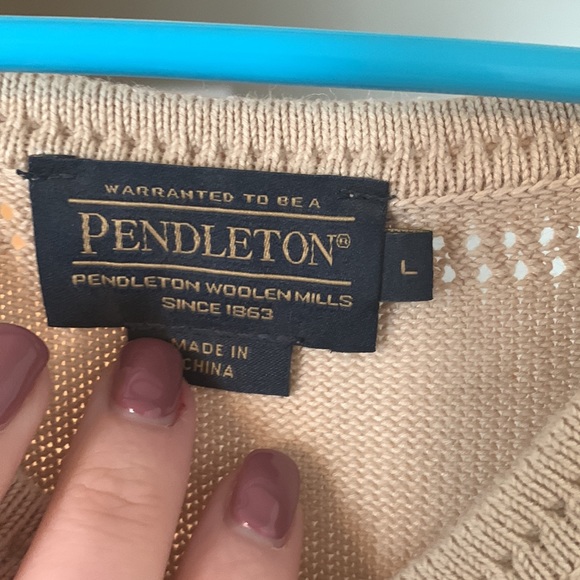 WARRANTED TO BE A
PENDLETON®
PENDLETON WOOLEN MILLS
SINCE 1863
L
MADE IN
CHINA